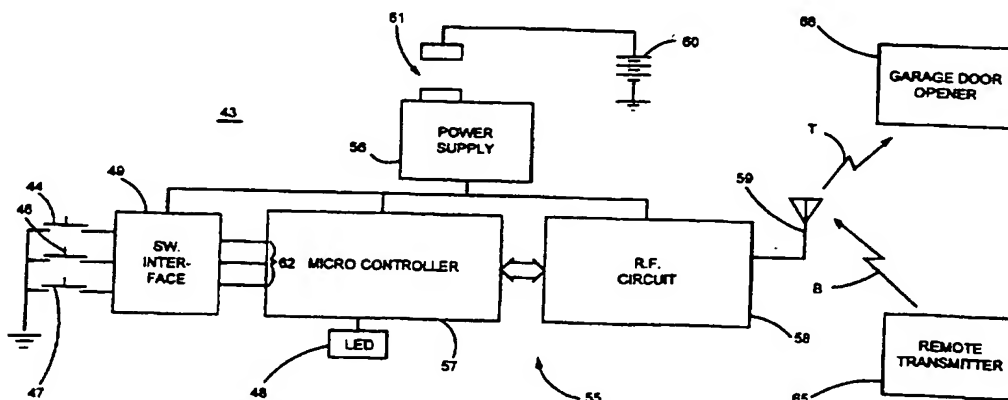 61
60
66
GARAGE DOOR
OPENER
43
POWER
SUPPLY
56
T
59
44
49
46
SW.
INTER-
FACE
62
MICRO CONTROLLER
R.F.
CIRCUIT
B
LED
47
48
57
55
58
REMOTE
TRANSMITTER
65